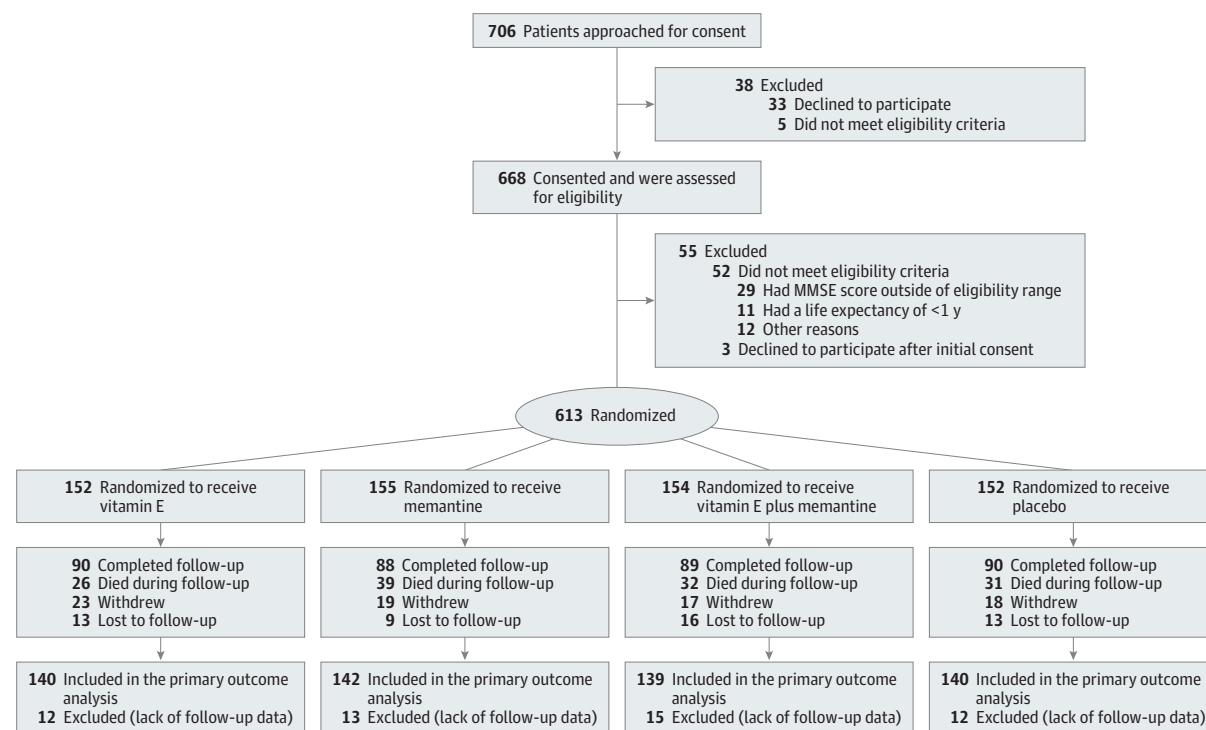 706 Patients approached for consent
38 Excluded
33 Declined to participate
5 Did not meet eligibility criteria
668 Consented and were assessed
for eligibility
55 Excluded
52 Did not meet eligibility criteria
29 Had MMSE score outside of eligibility range
11 Had a life expectancy of <1 y
12 Other reasons
3 Declined to participate after initial consent
613 Randomized
152 Randomized to receive
vitamin E
155 Randomized to receive
memantine
154 Randomized to receive
vitamin E plus memantine
152 Randomized to receive
placebo
90 Completed follow-up
26 Died during follow-up
23 Withdrew
13 Lost to follow-up
88 Completed follow-up
39 Died during follow-up
19 Withdrew
9 Lost to follow-up
89 Completed follow-up
32 Died during follow-up
17 Withdrew
16 Lost to follow-up
90 Completed follow-up
31 Died during follow-up
18 Withdrew
13 Lost to follow-up
140 Included in the primary outcome
analysis
12 Excluded (lack of follow-up data)
142 Included in the primary outcome
analysis
13 Excluded (lack of follow-up data)
139 Included in the primary outcome
analysis
15 Excluded (lack of follow-up data)
140 Included in the primary outcome
analysis
12 Excluded (lack of follow-up data)